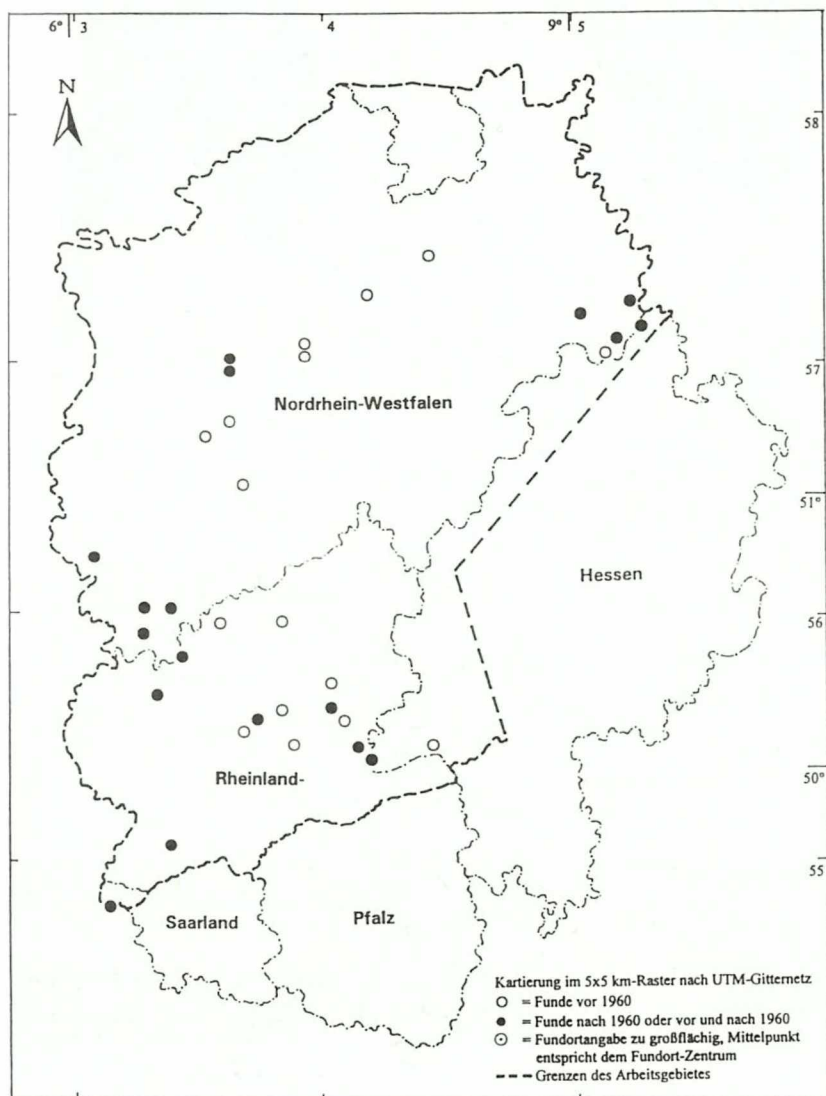 6° 3 4 9° 5
N
58
57
Nordrhein-Westfalen
51°
Hessen
56
Rheinland-
50°
55
Saarland
Pfalz
Kartierung im 5x5 km-Raster nach UTM-Gitternetz
= Funde vor 1960
= Funde nach 1960 oder vor und nach 1960
= Fundortangabe zu großflächig, Mittelpunkt
entspricht dem Fundort-Zentrum
Grenzen des Arbeitsgebietes